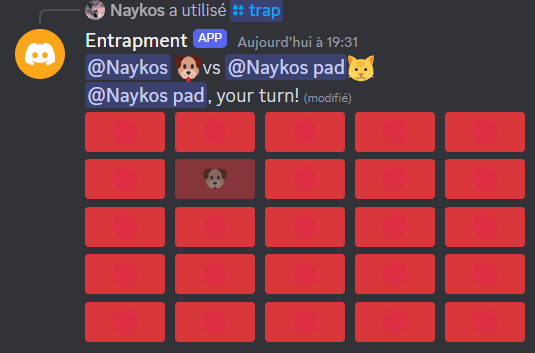 Naykos a utilisé trap
Entrapment APP Aujourd'hui à 19:31
@Naykos 🐶 vs @Naykos pad 🐱
@Naykos pad, your turn! (modifié)